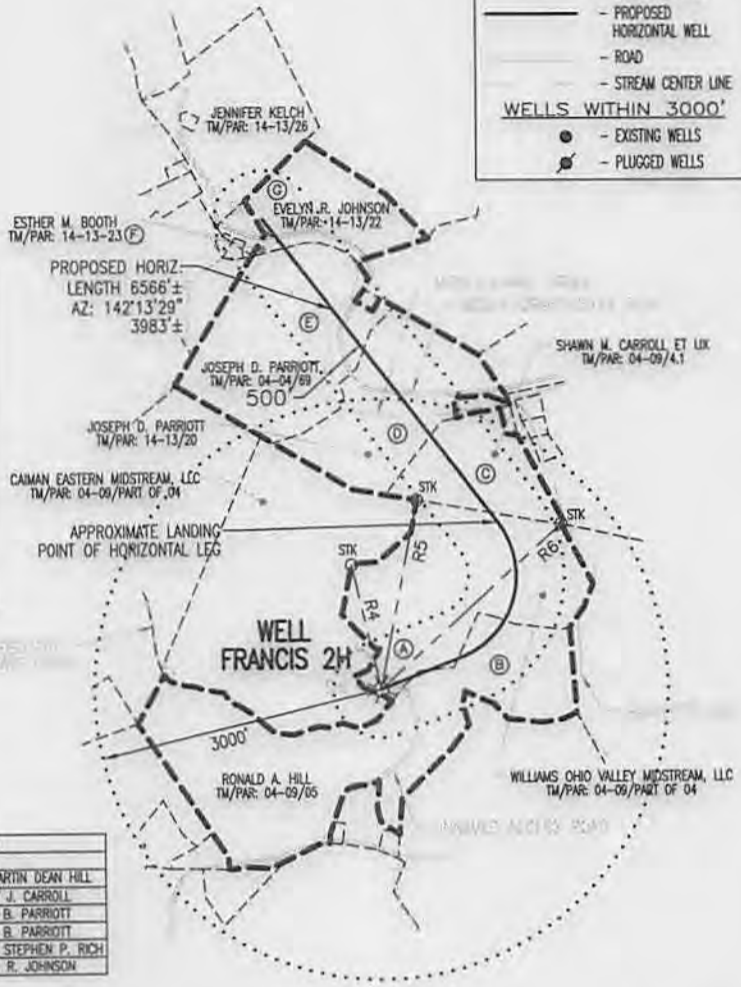 - PROPOSED
HORIZONTAL WELL
- ROAD
- STREAM CENTER LINE
WELLS WITHIN 3000'
- EXISTING WELLS
- PLUGGED WELLS
JENNIFER KELCH
TM/PAR: 14-13/26
G
EVELYN R. JOHNSON
TM/PAR: 14-13/22
ESTHER M. BOOTH
TM/PAR: 14-13-23 F
PROPOSED HORIZ.
LENGTH 6566'±
AZ: 142°13'29"
3983'±
E
SHAWN M. CARROLL ET UX
TM/PAR: 04-09/4.1
JOSEPH D. PARRIOTT
TM/PAR: 04-04/69
500'
JOSEPH D. PARRIOTT
TM/PAR: 14-13/20
D
C
CAIMAN EASTERN MIDSTREAM, LLC
TM/PAR: 04-09/PART OF 04
STK
STK
APPROXIMATE LANDING
POINT OF HORIZONTAL LEG
STK
R5
R6
R4
WELL
FRANCIS 2H
A
B
3000'
RONALD A. HILL
TM/PAR: 04-09/05
WILLIAMS OHIO VALLEY MIDSTREAM, LLC
TM/PAR: 04-09/PART OF 04
ARTIN DEAN HILL
J. CARROLL
B. PARRIOTT
B. PARRIOTT
STEPHEN P. RICH
R. JOHNSON